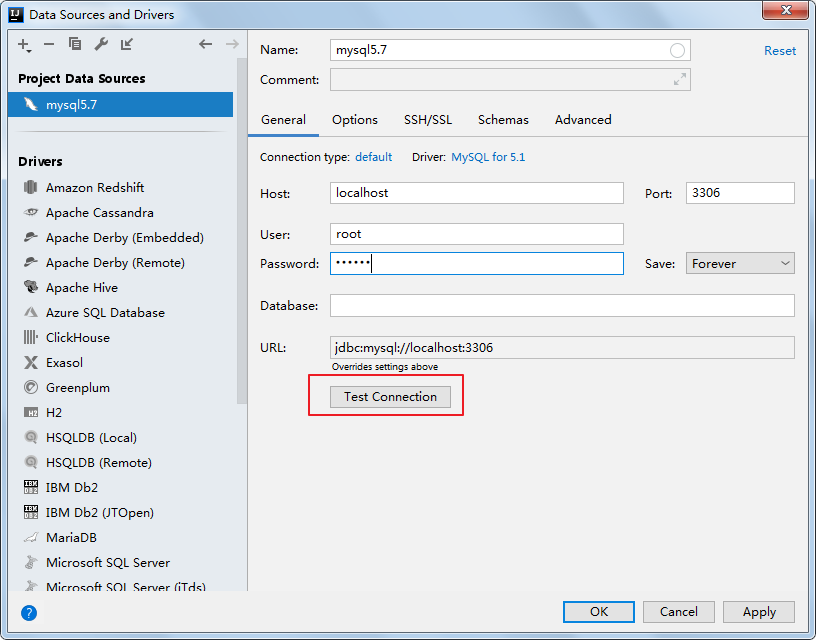 Data Sources and Drivers
Project Data Sources
mysql5.7
Drivers
Amazon Redshift
Apache Cassandra
Apache Derby (Embedded)
Apache Derby (Remote)
Apache Hive
Azure SQL Database
ClickHouse
Exasol
Greenplum
H2
HSQLDB (Local)
HSQLDB (Remote)
IBM Db2
IBM Db2 (JTOpen)
MariaDB
Microsoft SQL Server
Microsoft SQL Server (jTds)
Name: mysql5.7 Reset
Comment:
General Options SSH/SSL Schemas Advanced
Connection type: default Driver: MySQL for 5.1
Host: localhost Port: 3306
User: root
Password: •••••• Save: Forever
Database:
URL: jdbc:mysql://localhost:3306
Overrides settings above
Test Connection
? OK Cancel Apply